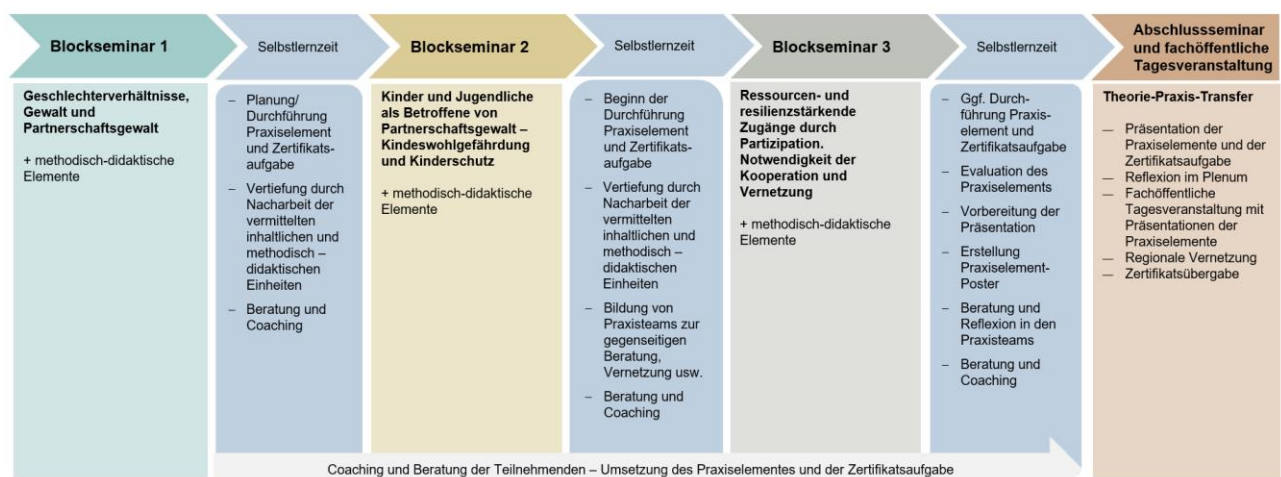 Blockseminar 1
Geschlechterverhältnisse,
Gewalt und
Partnerschaftsgewalt
+ methodisch-didaktische
Elemente
Selbstlernzeit
– Planung/
Durchführung
Praxiselement
und Zertifikats-
aufgabe
– Vertiefung durch
Nacharbeit der
vermittelten
inhaltlichen und
methodisch –
didaktischen
Einheiten
– Beratung und
Coaching
Blockseminar 2
Kinder und Jugendliche
als Betroffene von
Partnerschaftsgewalt –
Kindeswohlgefährdung
und Kinderschutz
+ methodisch-didaktische
Elemente
Selbstlernzeit
– Beginn der
Durchführung
Praxiselement
und Zertifikats-
aufgabe
– Vertiefung durch
Nacharbeit der
vermittelten
inhaltlichen und
methodisch –
didaktischen
Einheiten
– Bildung von
Praxisteams zur
gegenseitigen
Beratung,
Vernetzung usw.
– Beratung und
Coaching
Blockseminar 3
Ressourcen- und
resilienzstärkende
Zugänge durch
Partizipation.
Notwendigkeit der
Kooperation und
Vernetzung
+ methodisch-didaktische
Elemente
Selbstlernzeit
– Ggf. Durch-
führung Praxis-
element und
Zertifikatsaufgabe
– Evaluation des
Praxiselements
– Vorbereitung der
Präsentation
– Erstellung
Praxiselement-
Poster
– Beratung und
Reflexion in den
Praxisteams
– Beratung und
Coaching
Abschlussseminar
und fachöffentliche
Tagesveranstaltung
Theorie-Praxis-Transfer
— Präsentation der
Praxiselemente und der
Zertifikatsaufgabe
— Reflexion im Plenum
— Fachöffentliche
Tagesveranstaltung mit
Präsentationen der
Praxiselemente
— Regionale Vernetzung
— Zertifikatsübergabe
Coaching und Beratung der Teilnehmenden – Umsetzung des Praxiselementes und der Zertifikatsaufgabe